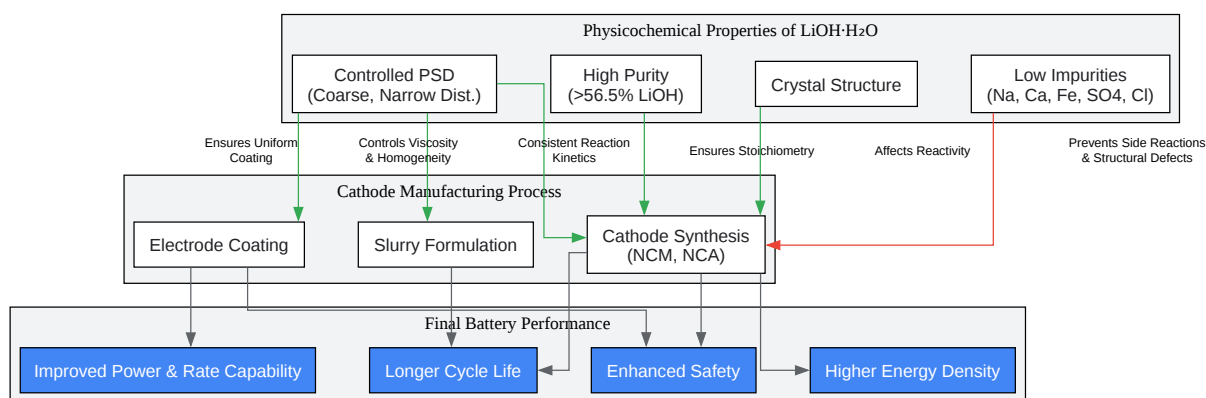 Physicochemical Properties of LiOH·H₂O
Controlled PSD
(Coarse, Narrow Dist.)
High Purity
(>56.5% LiOH)
Crystal Structure
Low Impurities
(Na, Ca, Fe, SO4, Cl)
Ensures Uniform
Coating
Controls Viscosity
& Homogeneity
Consistent Reaction
Kinetics
Ensures Stoichiometry
Affects Reactivity
Prevents Side Reactions
& Structural Defects
Cathode Manufacturing Process
Electrode Coating
Slurry Formulation
Cathode Synthesis
(NCM, NCA)
Final Battery Performance
Improved Power & Rate Capability
Longer Cycle Life
Enhanced Safety
Higher Energy Density